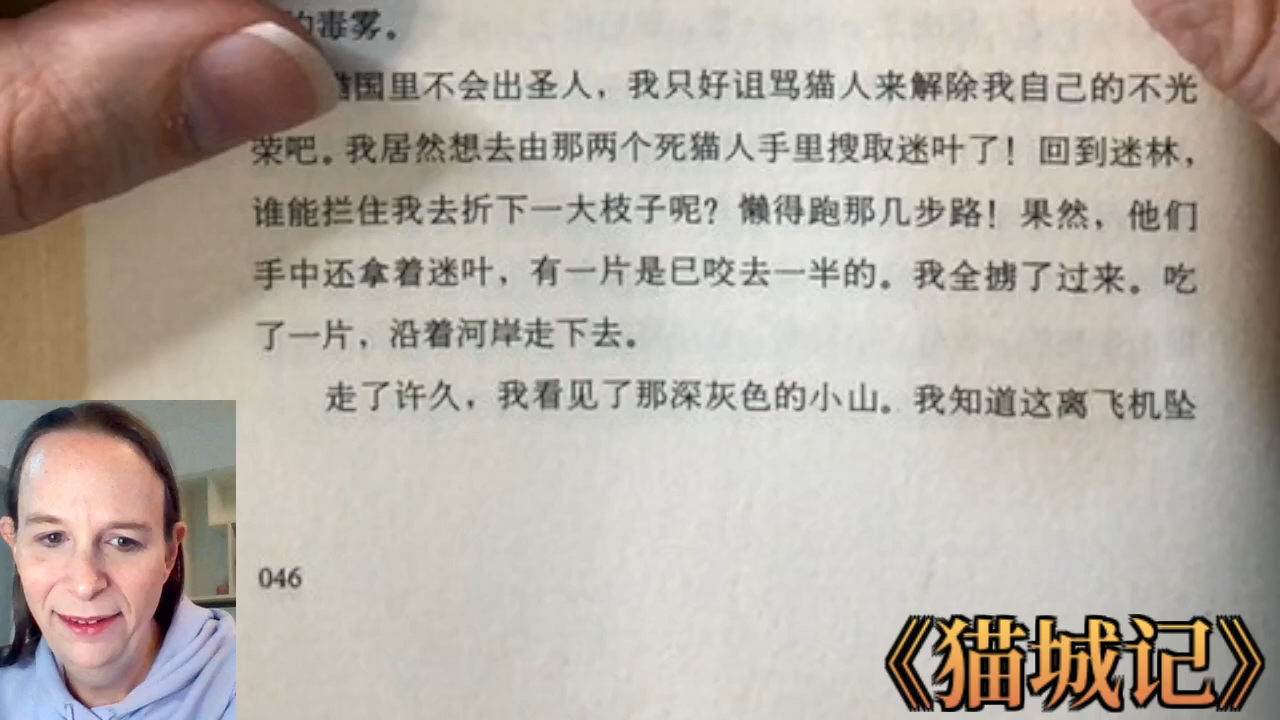 毒雾。
猫国里不会出圣人，我只好诅骂猫人来解除我自己的不光
荣吧。我居然想去由那两个死猫人手里搜取迷叶了！回到迷林，
谁能拦住我去折下一大枝子呢？懒得跑那几步路！果然，他们
手中还拿着迷叶，有一片是已咬去一半的。我全掳了过来。吃
了一片，沿着河岸走下去。
走了许久，我看见了那深灰色的小山。我知道这离飞机坠
046
《猫城记》